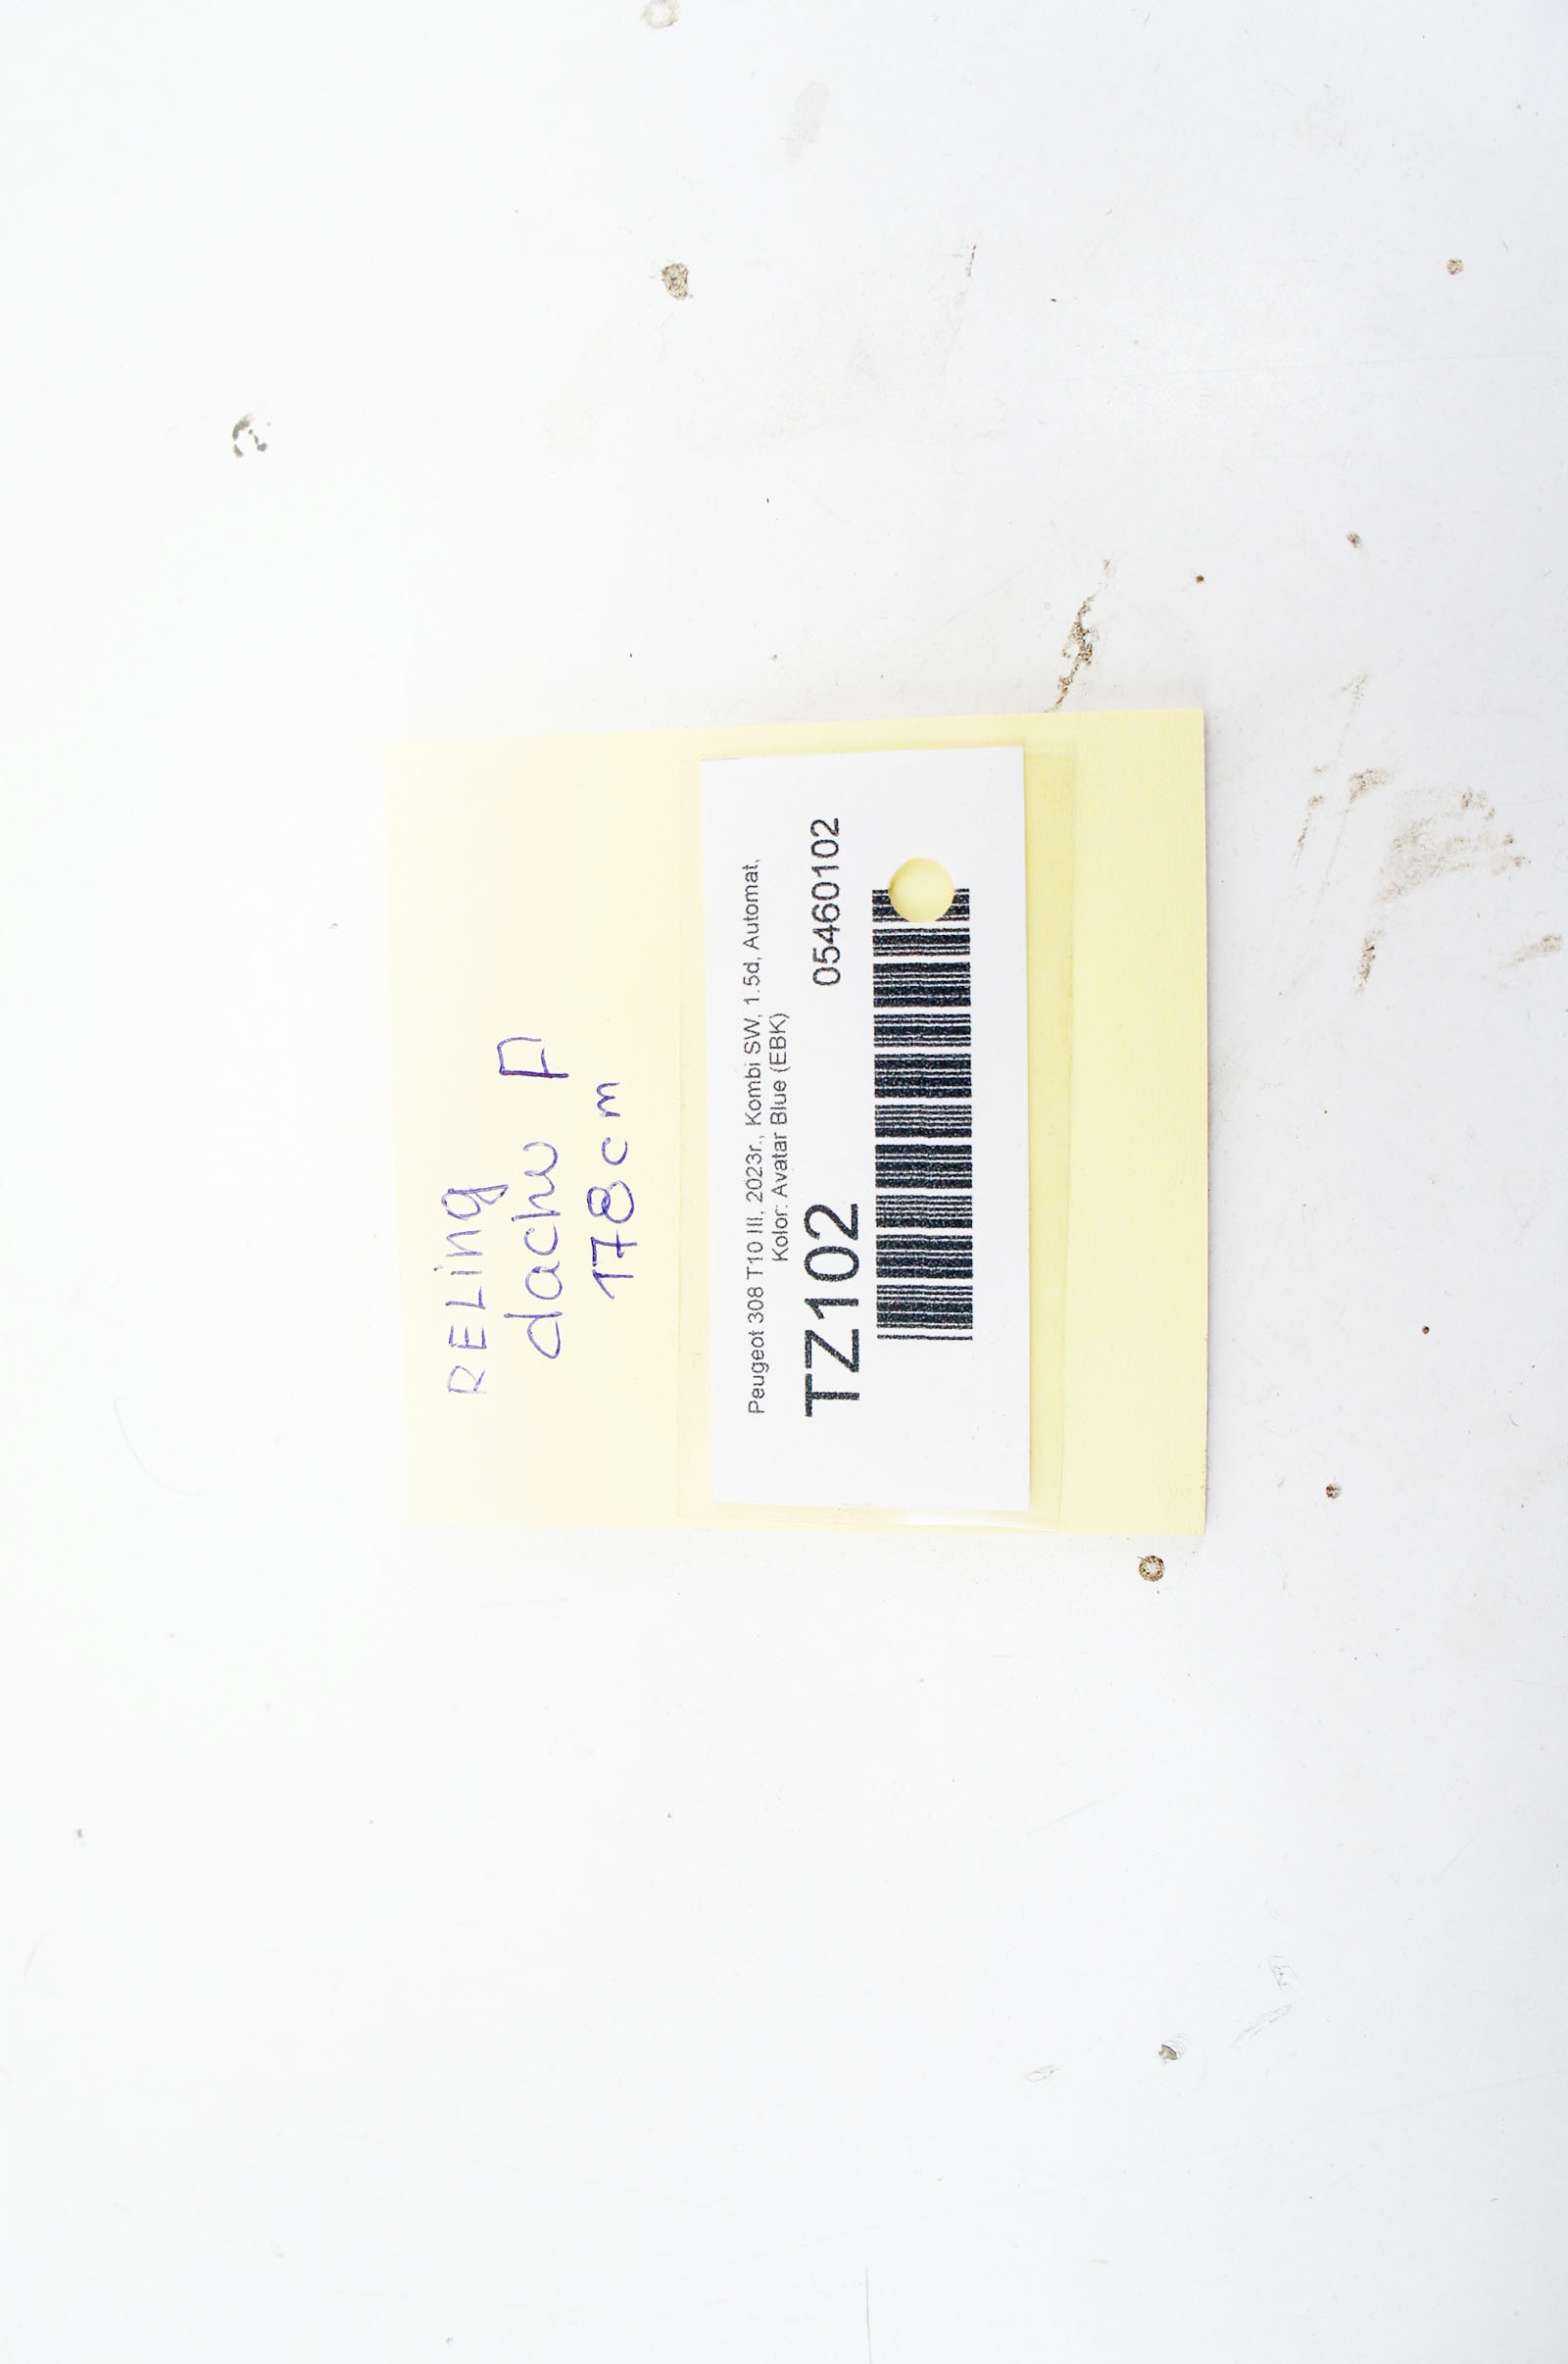 RELing
dachu P
178cm
Peugeot 308 T10 III, 2023r., Kombi SW, 1.5d, Automat,
Kolor: Avatar Blue (EBK)
TZ102 05460102